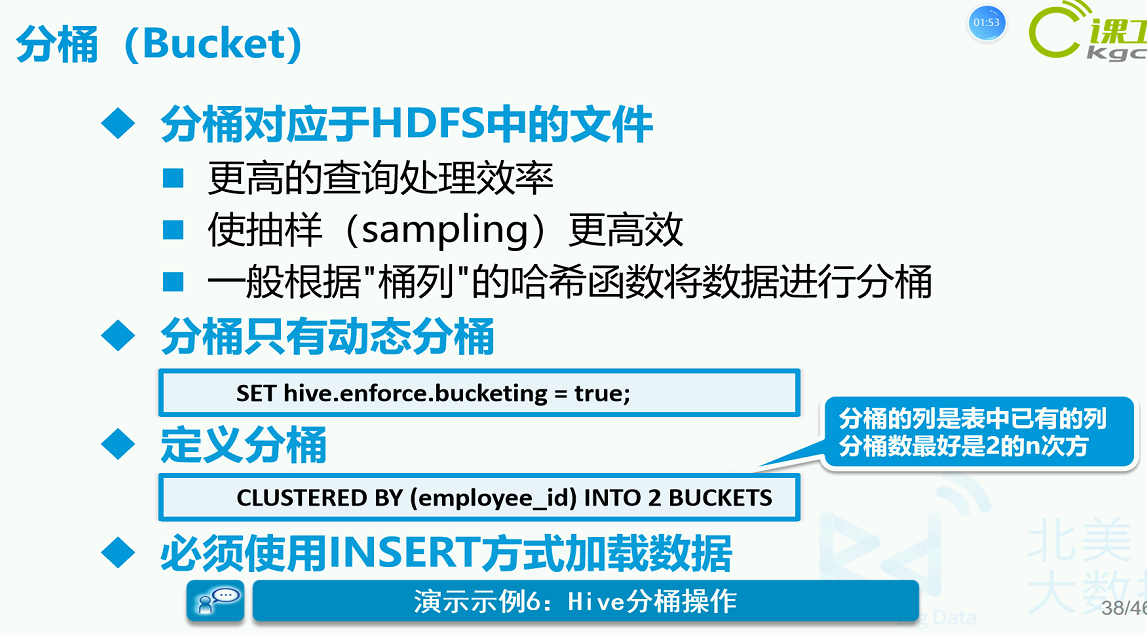 分桶（Bucket）
01:53
课工
kgc
分桶对应于HDFS中的文件
更高的查询处理效率
使抽样（sampling）更高效
一般根据"桶列"的哈希函数将数据进行分桶
分桶只有动态分桶
SET hive.enforce.bucketing = true;
分桶的列是表中已有的列
分桶数最好是2的n次方
定义分桶
CLUSTERED BY (employee_id) INTO 2 BUCKETS
必须使用INSERT方式加载数据
北美
大数据
演示示例6：Hive分桶操作
Data
38/46